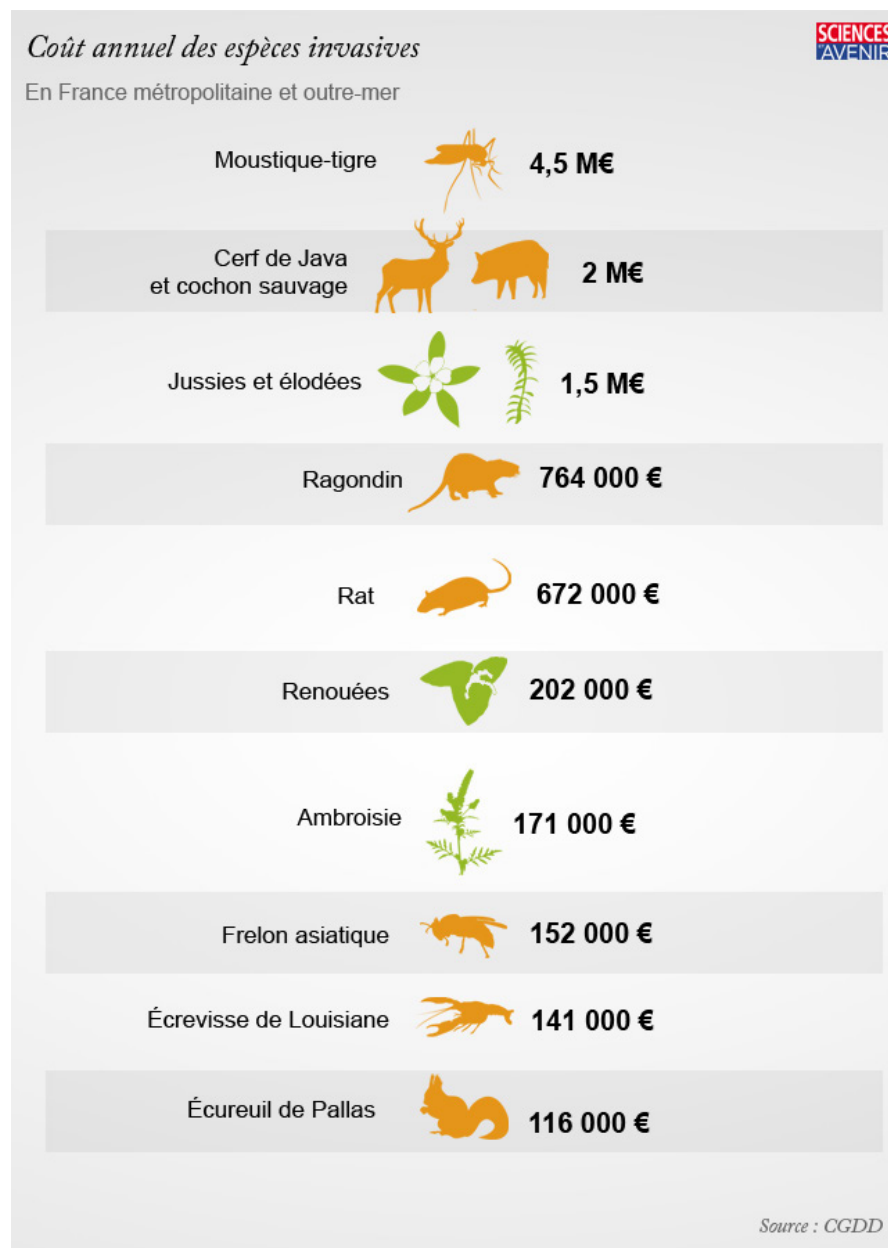 Coût annuel des espèces invasives
SCIENCES
ET AVENIR
En France métropolitaine et outre-mer
Moustique-tigre 4,5 M€
Cerf de Java
et cochon sauvage 2 M€
Jussies et élodées 1,5 M€
Ragondin 764 000 €
Rat 672 000 €
Renouées 202 000 €
Ambroisie 171 000 €
Frelon asiatique 152 000 €
Écrevisse de Louisiane 141 000 €
Écureuil de Pallas 116 000 €
Source : CGDD